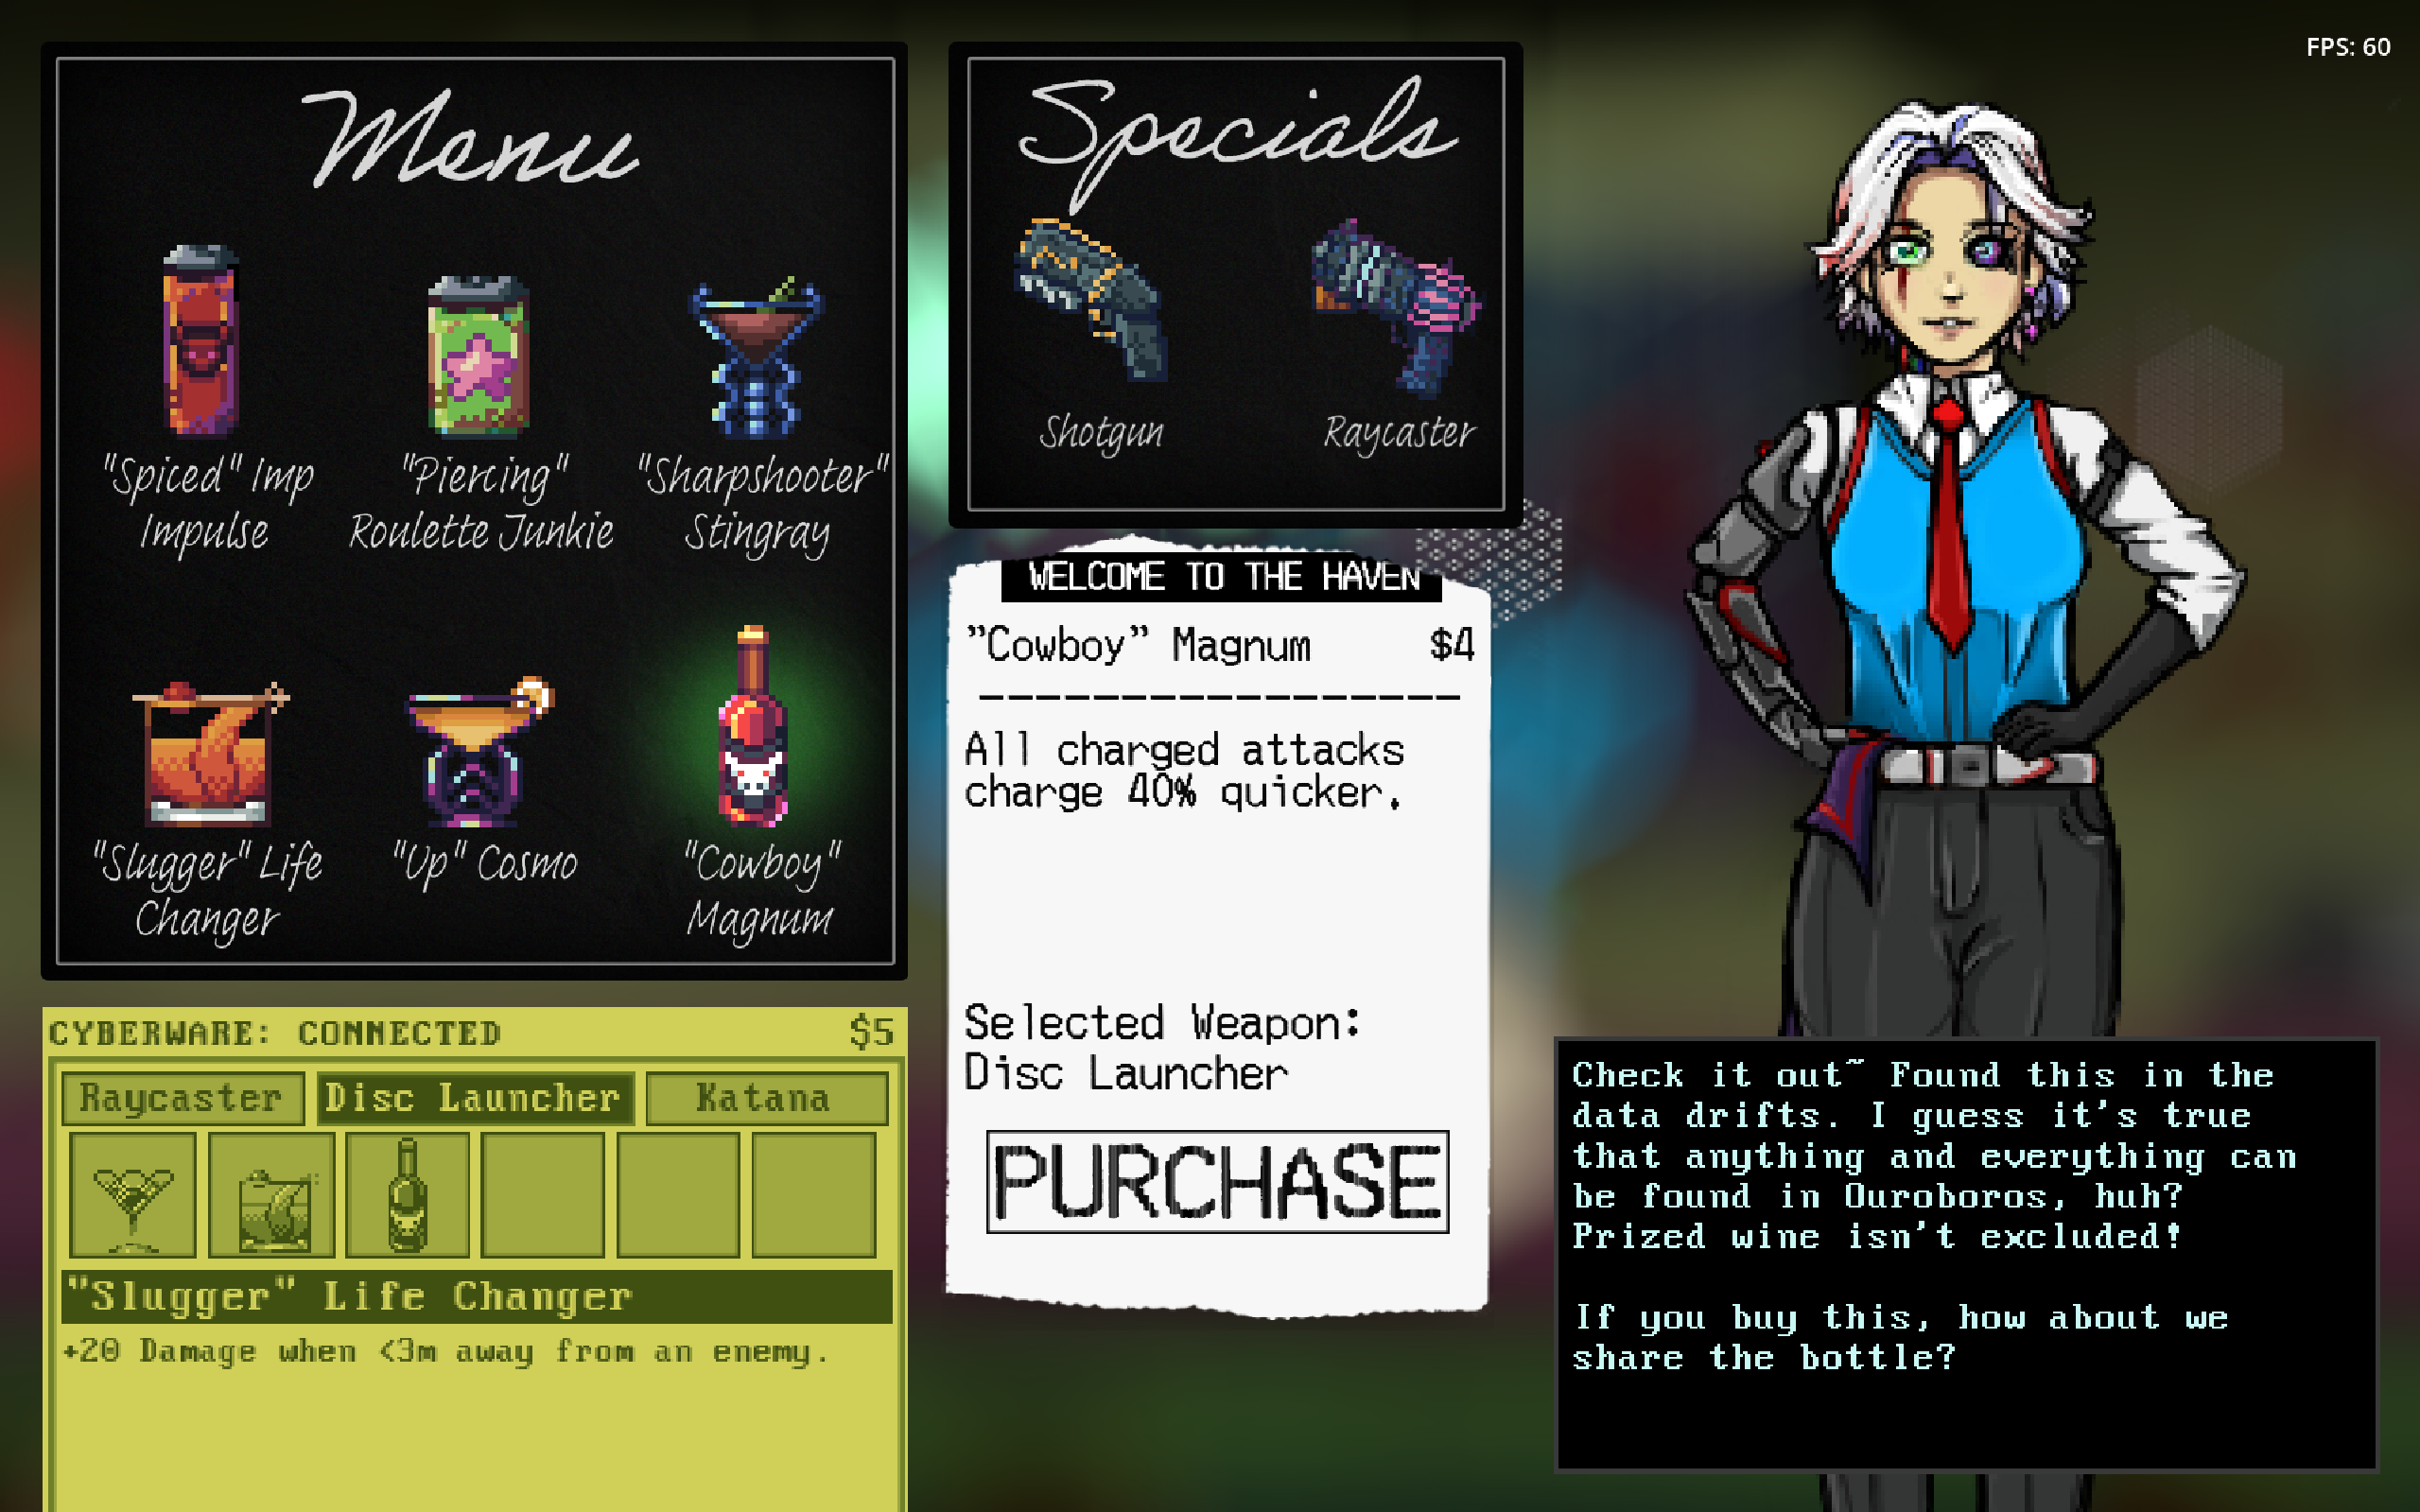 FPS: 60
Menu
"Spiced" Imp
Impulse
"Piercing"
Roulette Junkie
"Sharpshooter"
Stingray
"Slugger" Life
Changer
"Up" Cosmo
"Cowboy"
Magnum
Specials
Shotgun
Raycaster
WELCOME TO THE HAVEN
"Cowboy" Magnum $4
-----------------
All charged attacks
charge 40% quicker.
Selected Weapon:
Disc Launcher
PURCHASE
CYBERWARE: CONNECTED $5
Raycaster Disc Launcher Katana
"Slugger" Life Changer
+20 Damage when <3m away from an enemy.
Check it out~ Found this in the
data drifts. I guess it's true
that anything and everything can
be found in Ouroboros, huh?
Prized wine isn't excluded!
If you buy this, how about we
share the bottle?